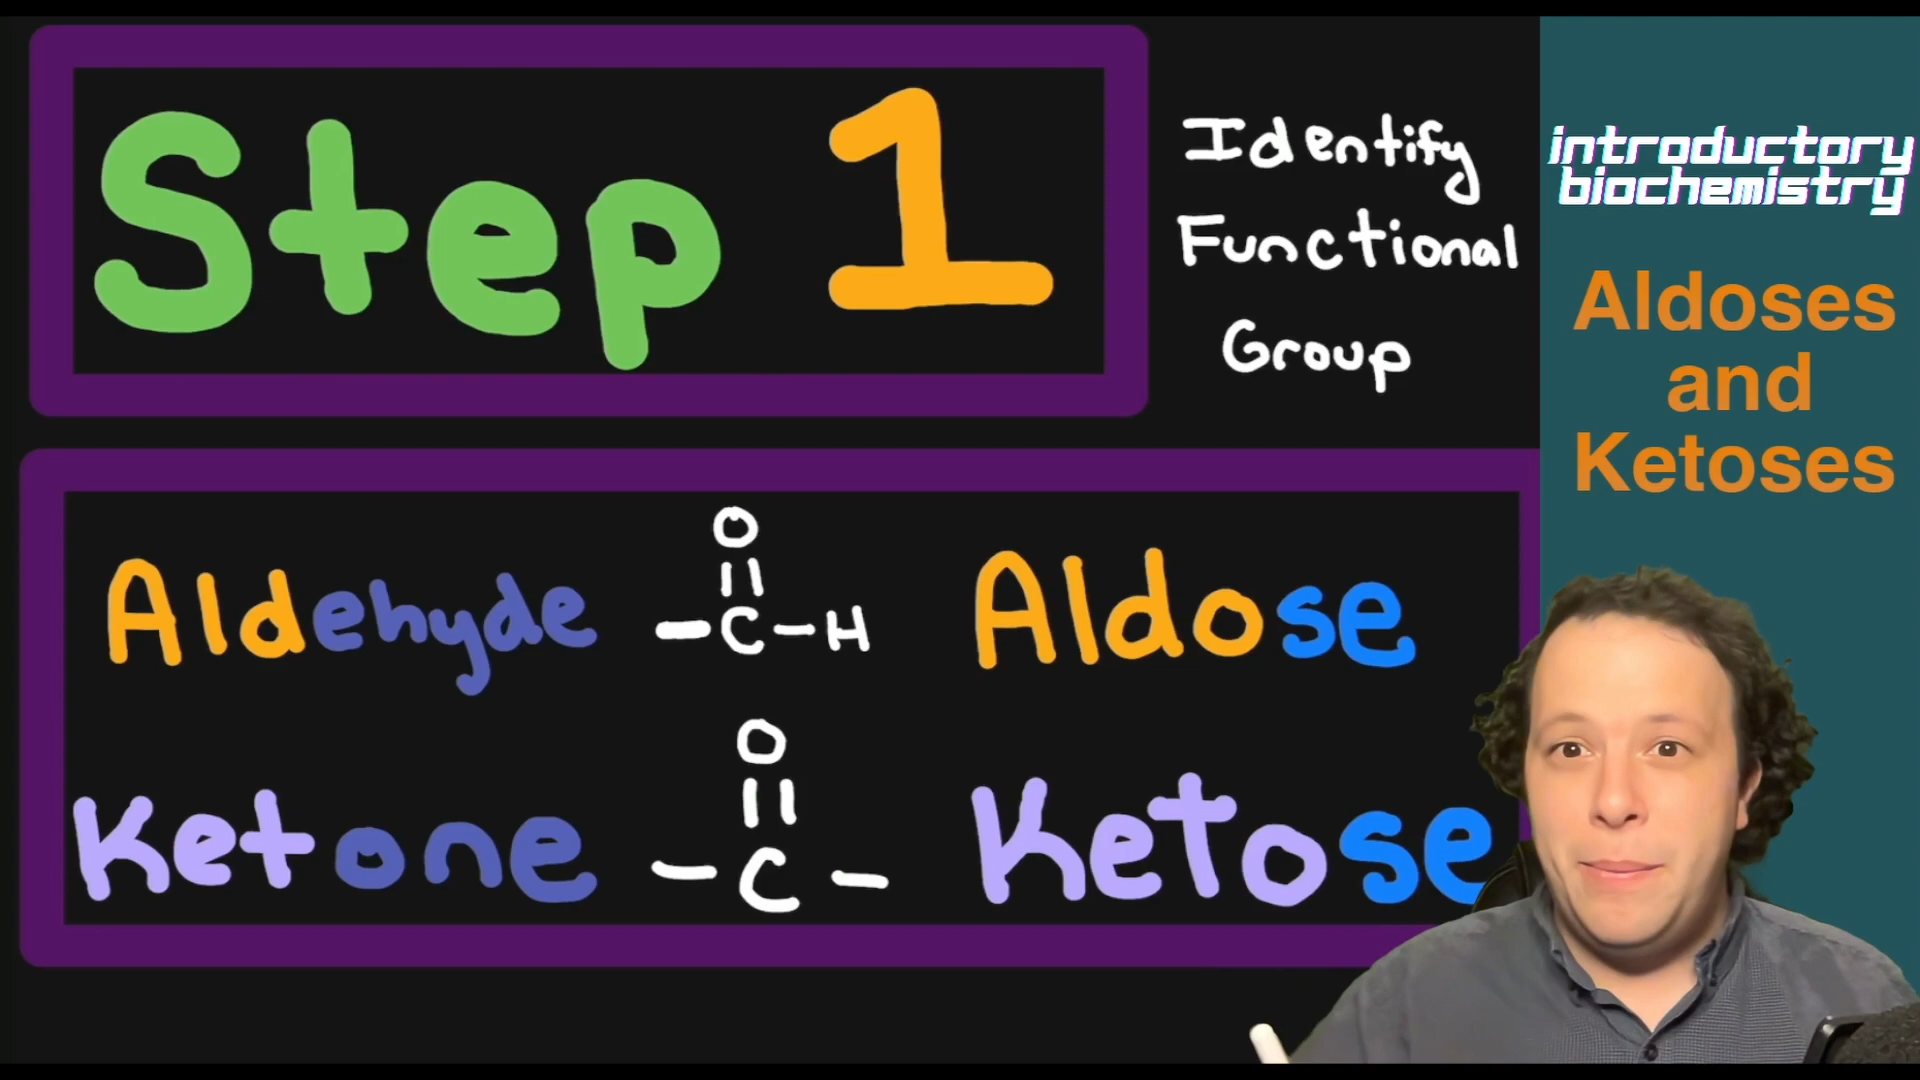 Step 1
Identify
Functional
Group
introductory
biochemistry
Aldoses
and
Ketoses
Aldehyde
O
-C-H
Aldose
Ketone
O
-C-
Ketose